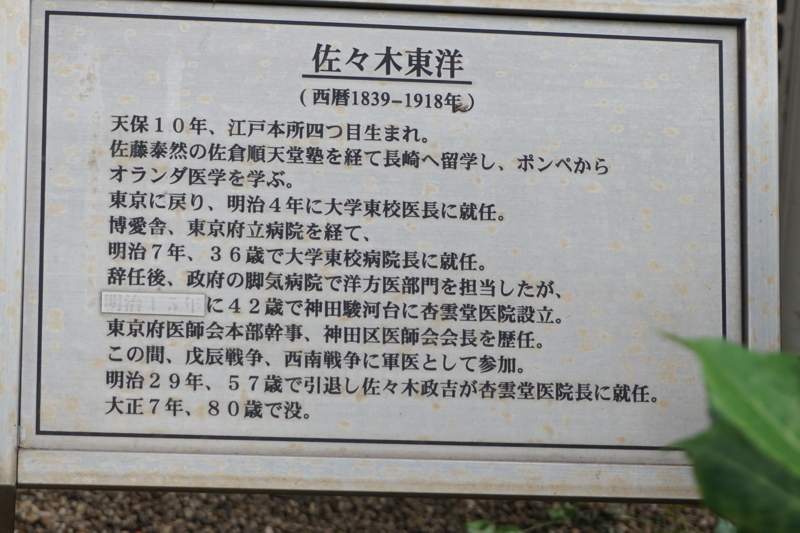 佐々木東洋
(西暦1839−1918年)
天保10年、江戸本所四つ目生まれ。
佐藤泰然の佐倉順天堂塾を経て長崎へ留学し、ポンペから
オランダ医学を学ぶ。
東京に戻り、明治4年に大学東校医長に就任。
博愛舎、東京府立病院を経て、
明治7年、36歳で大学東校病院長に就任。
辞任後、政府の脚気病院で洋方医部門を担当したが、
に42歳で神田駿河台に杏雲堂医院設立。
東京府医師会本部幹事、神田区医師会会長を歴任。
この間、戊辰戦争、西南戦争に軍医として参加。
明治29年、57歳で引退し佐々木政吉が杏雲堂医院長に就任。
大正7年、80歳で没。